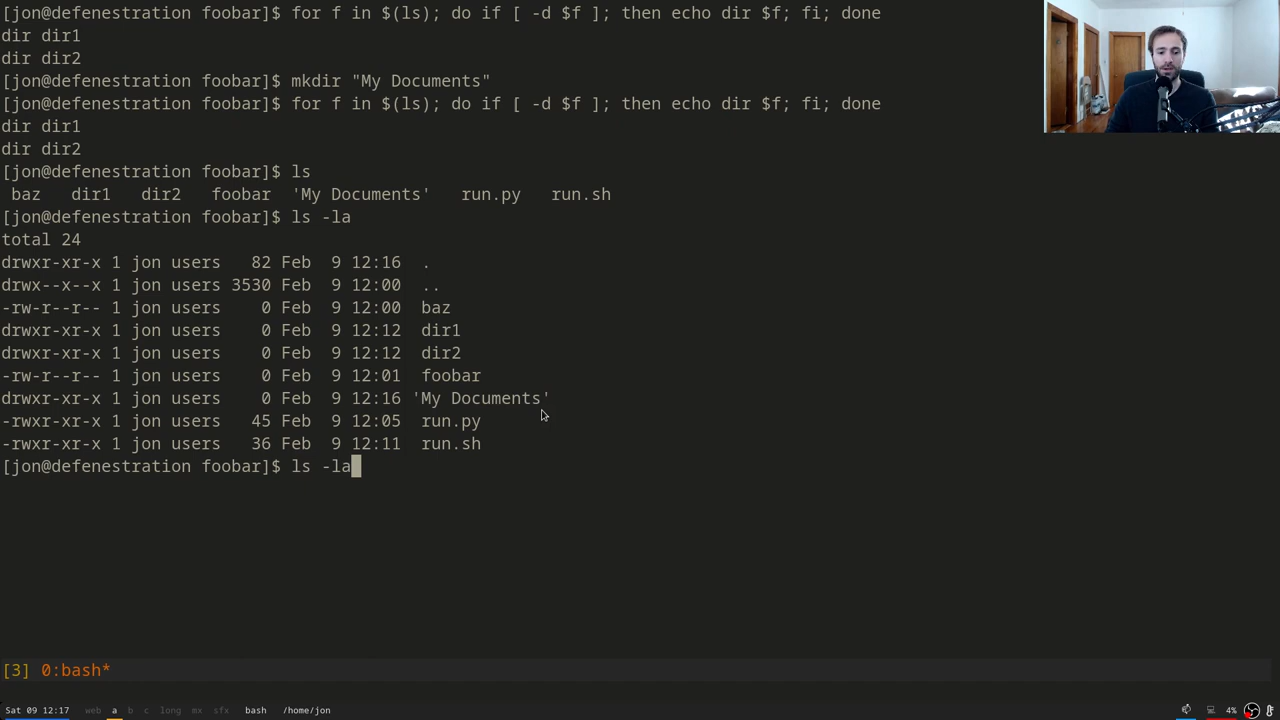 [jon@defenestration foobar]$ for f in $(ls); do if [ -d $f ]; then echo dir $f; fi; done
dir dir1
dir dir2
[jon@defenestration foobar]$ mkdir "My Documents"
[jon@defenestration foobar]$ for f in $(ls); do if [ -d $f ]; then echo dir $f; fi; done
dir dir1
dir dir2
[jon@defenestration foobar]$ ls
baz   dir1   dir2   foobar  'My Documents'   run.py   run.sh
[jon@defenestration foobar]$ ls -la
total 24
drwxr-xr-x 1 jon users   82 Feb  9 12:16  .
drwx--x--x 1 jon users 3530 Feb  9 12:00  ..
-rw-r--r-- 1 jon users    0 Feb  9 12:00  baz
drwxr-xr-x 1 jon users    0 Feb  9 12:12  dir1
drwxr-xr-x 1 jon users    0 Feb  9 12:12  dir2
-rw-r--r-- 1 jon users    0 Feb  9 12:01  foobar
drwxr-xr-x 1 jon users    0 Feb  9 12:16 'My Documents'
-rwxr-xr-x 1 jon users   45 Feb  9 12:05  run.py
-rwxr-xr-x 1 jon users   36 Feb  9 12:11  run.sh
[jon@defenestration foobar]$ ls -la
[3] 0:bash*
Sat 09 12:17   web   a   b   c   long   mx   sfx   bash   /home/jon   4%